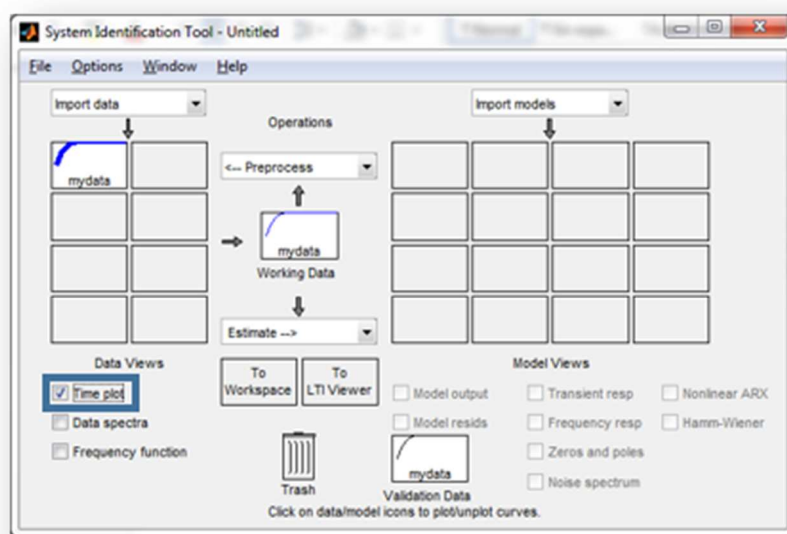 System Identification Tool - Untitled
File Options Window Help
Import data
Operations
Import models
mydata
<-- Preprocess
mydata
Working Data
Estimate -->
Data Views
Time plot
Data spectra
Frequency function
To
Workspace
To
LTI Viewer
Model Views
Model output
Model resids
Transient resp
Frequency resp
Zeros and poles
Noise spectrum
Nonlinear ARX
Hamm-Wiener
Trash
mydata
Validation Data
Click on data/model icons to plot/unplot curves.